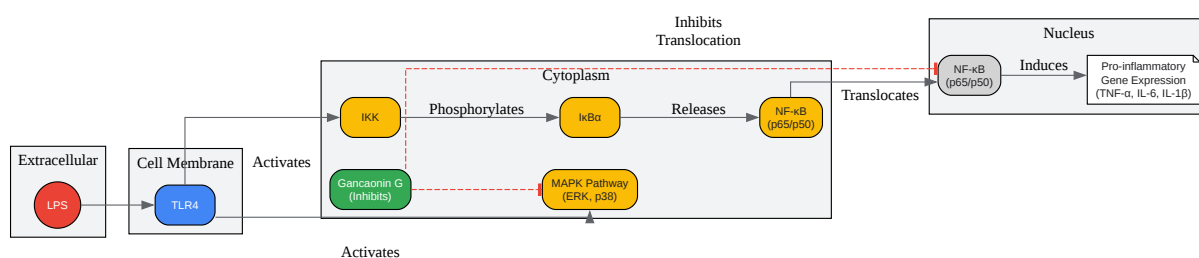 Inhibits
Translocation
Nucleus
Cytoplasm
NF-κB
(p65/p50)
Induces
Pro-inflammatory
Gene Expression
(TNF-α, IL-6, IL-1β)
Translocates
IKK
Phosphorylates
IκBα
Releases
NF-κB
(p65/p50)
Extracellular
Cell Membrane
Activates
LPS
TLR4
Gancaonin G
(Inhibits)
MAPK Pathway
(ERK, p38)
Activates